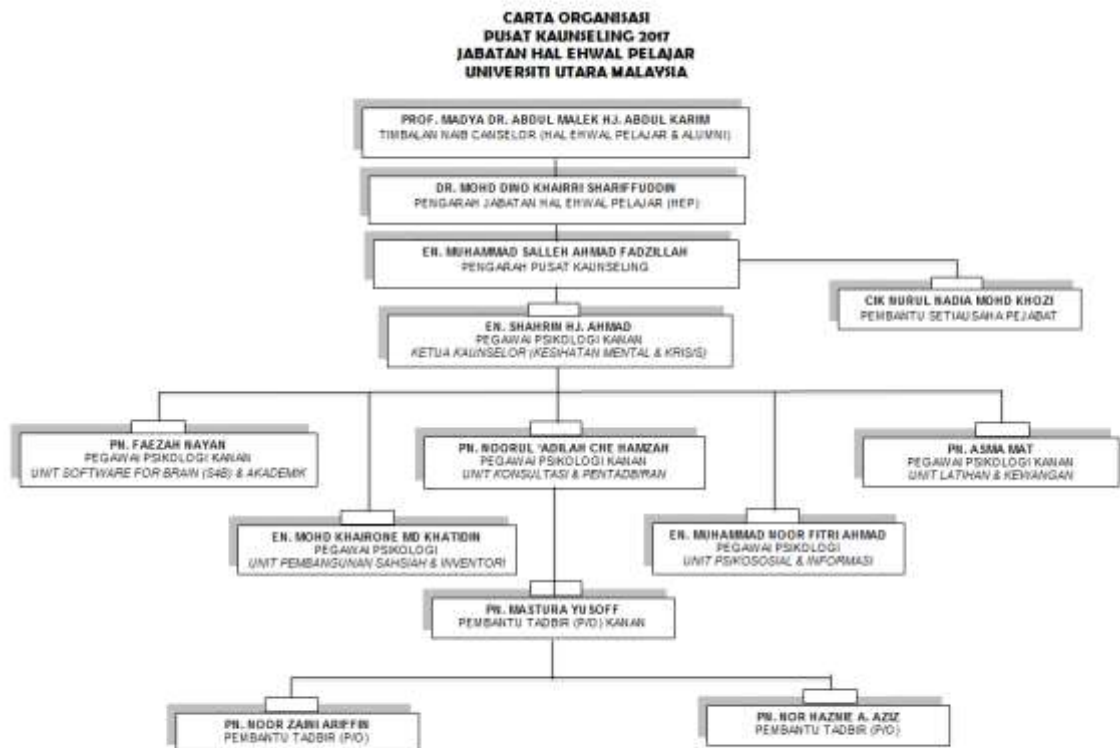 CARTA ORGANISASI
PUSAT KAUNSELING 2017
JABATAN HAL EHWAL PELAJAR
UNIVERSITI UTARA MALAYSIA
PROF. MADYA DR. ABDUL MALEK HJ. ABDUL KARIM
TIMBALAN NAIB CANSELOR (HAL EHWAL PELAJAR & ALUMNI)
DR. MOHD DINO KHAIRRI SHARIFFUDDIN
PENGARAH JABATAN HAL EHWAL PELAJAR (HEP)
EN. MUHAMMAD SALLEH AHMAD FADZILLAH
PENGARAH PUSAT KAUNSELING
CIK NURUL NADIA MOHD KHOZI
PEMBANTU SETIAUSAHA PEJABAT
EN. SHAHRIN HJ. AHMAD
PEGAWAI PSIKOLOGI KANAN
KETUA KAUNSELOR (KESIHATAN MENTAL & KRISIS)
PN. FAEZAH NAYAN
PEGAWAI PSIKOLOGI KANAN
UNIT SOFTWARE FOR BRAIN (S4B) & AKADEMIK
PN. NOORUL 'ADILAH CHE HAMZAH
PEGAWAI PSIKOLOGI KANAN
UNIT KONSULTASI & PENTADBIRAN
PN. ASMA MAT
PEGAWAI PSIKOLOGI KANAN
UNIT LATIHAN & KEWANGAN
EN. MOHD KHAIRONE MD KHATIDIN
PEGAWAI PSIKOLOGI
UNIT PEMBANGUNAN SAHSIAH & INVENTORI
EN. MUHAMMAD NOOR FITRI AHMAD
PEGAWAI PSIKOLOGI
UNIT PSIKOSOSIAL & INFORMASI
PN. MASTURA YUSOFF
PEMBANTU TADBIR (P/O) KANAN
PN. NOOR ZAINI ARIFFIN
PEMBANTU TADBIR (P/O)
PN. NOR HAZNIE A. AZIZ
PEMBANTU TADBIR (P/O)